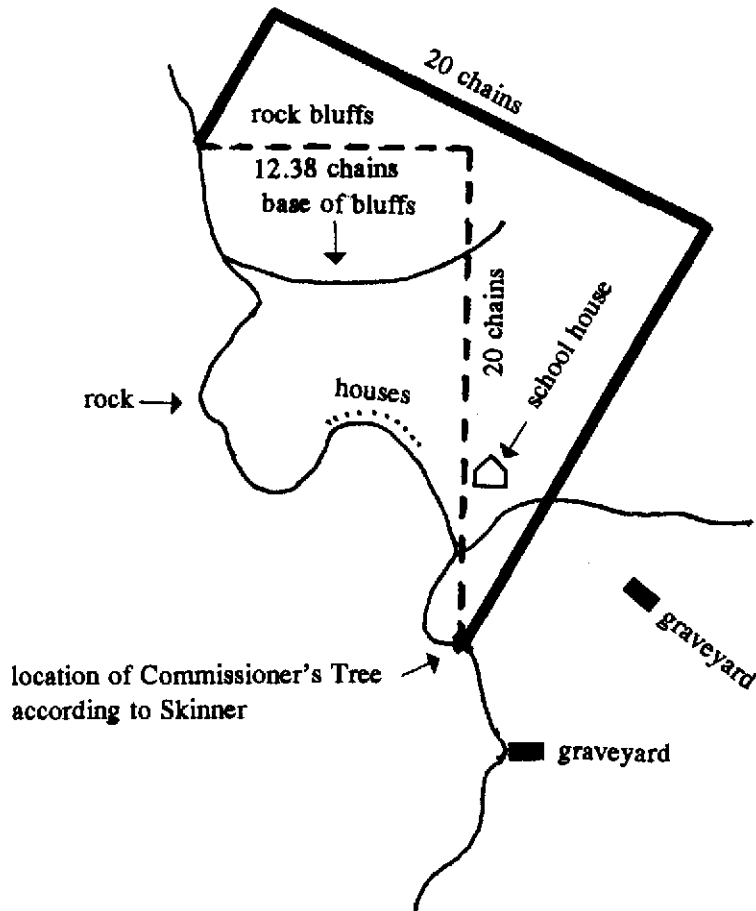 20 chains
rock bluffs
12.38 chains
base of bluffs
20 chains
school house
houses
rock
graveyard
location of Commissioner's Tree
according to Skinner
graveyard